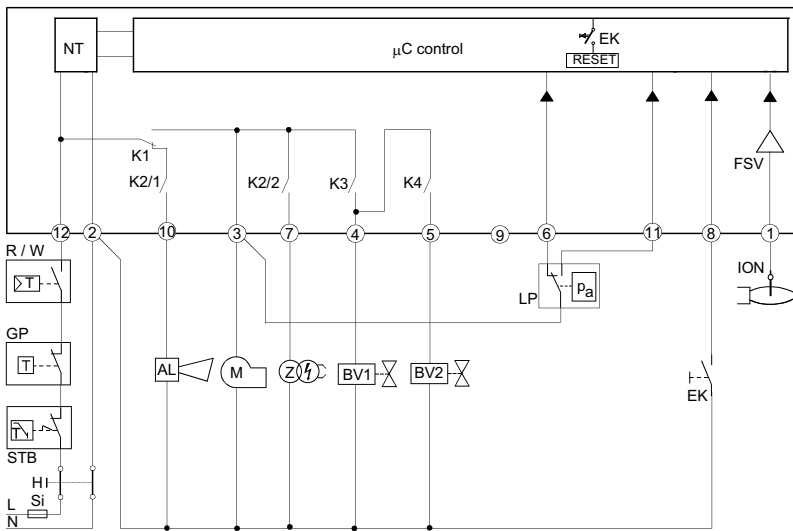 NT
μC control
EK
RESET
K1
FSV
K2/1
K2/2
K3
K4
12
2
10
3
7
4
5
9
6
11
8
1
R / W
T
ION
LP
pa
GP
T
AL
M
Z
BV1
BV2
EK
T
STB
H
Si
L
N